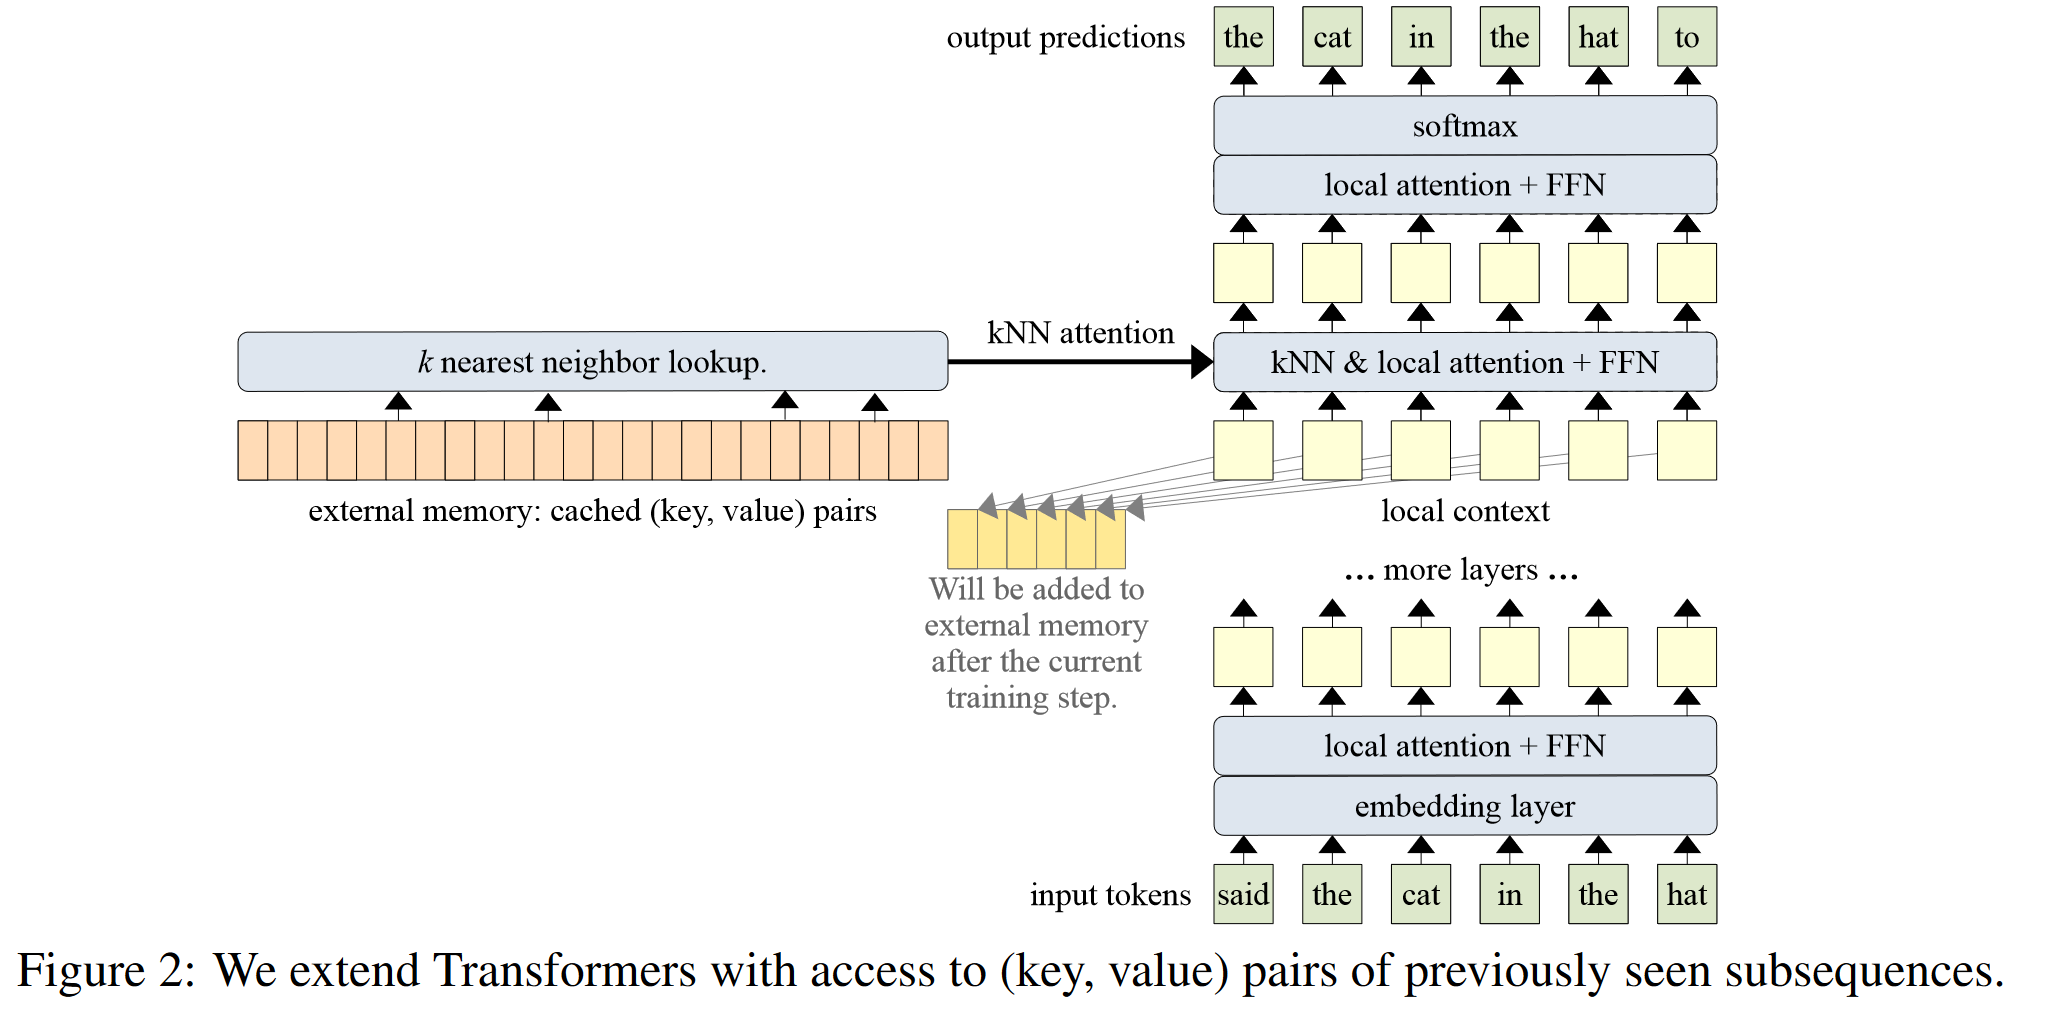 output predictions the cat in the hat to
softmax
local attention + FFN
kNN attention
k nearest neighbor lookup.
kNN & local attention + FFN
external memory: cached (key, value) pairs
local context
Will be added to
external memory
after the current
training step.
... more layers ...
local attention + FFN
embedding layer
input tokens said the cat in the hat
Figure 2: We extend Transformers with access to (key, value) pairs of previously seen subsequences.